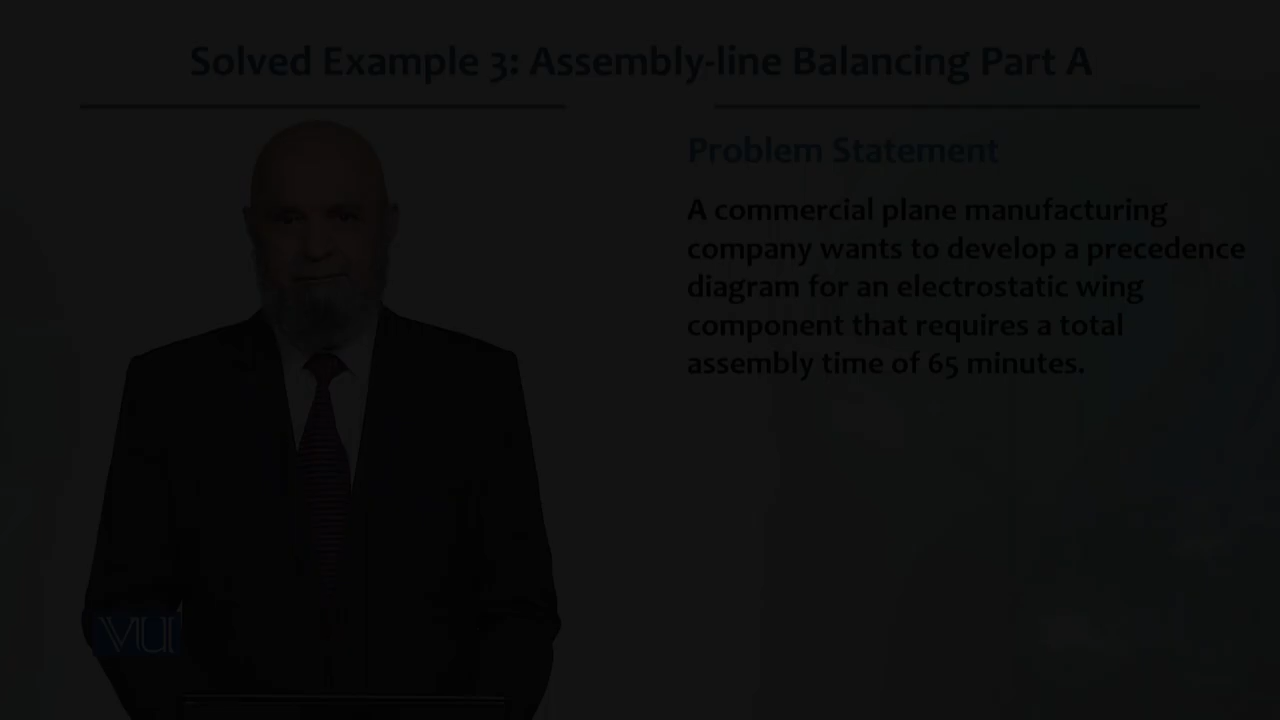 Solved Example 3: Assembly-line Balancing Part A
Problem Statement
A commercial plane manufacturing
company wants to develop a precedence
diagram for an electrostatic wing
component that requires a total
assembly time of 65 minutes.
VU